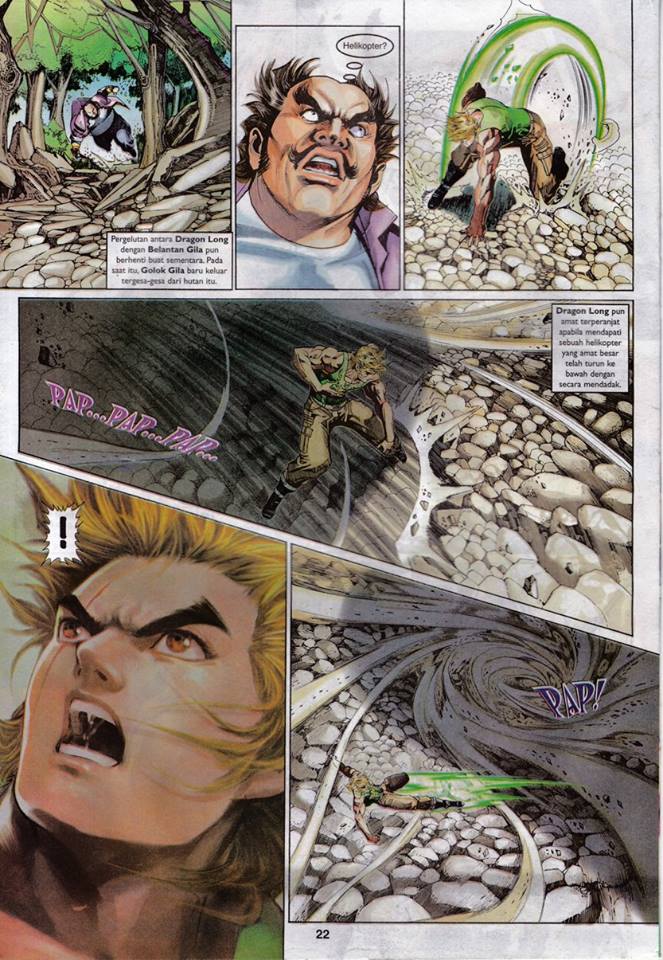 Pergelutan antara Dragon Long
dengan Belantan Gila pun
berhenti buat sementara. Pada
saat itu, Golok Gila baru keluar
tergesa-gesa dari hutan itu.
Helikopter?
Dragon Long pun
amat terperanjat
apabila mendapati
sebuah helikopter
yang amat besar
telah turun ke
bawah dengan
secara mendadak.
PAP...PAP...PAP...
!
PAP!
22